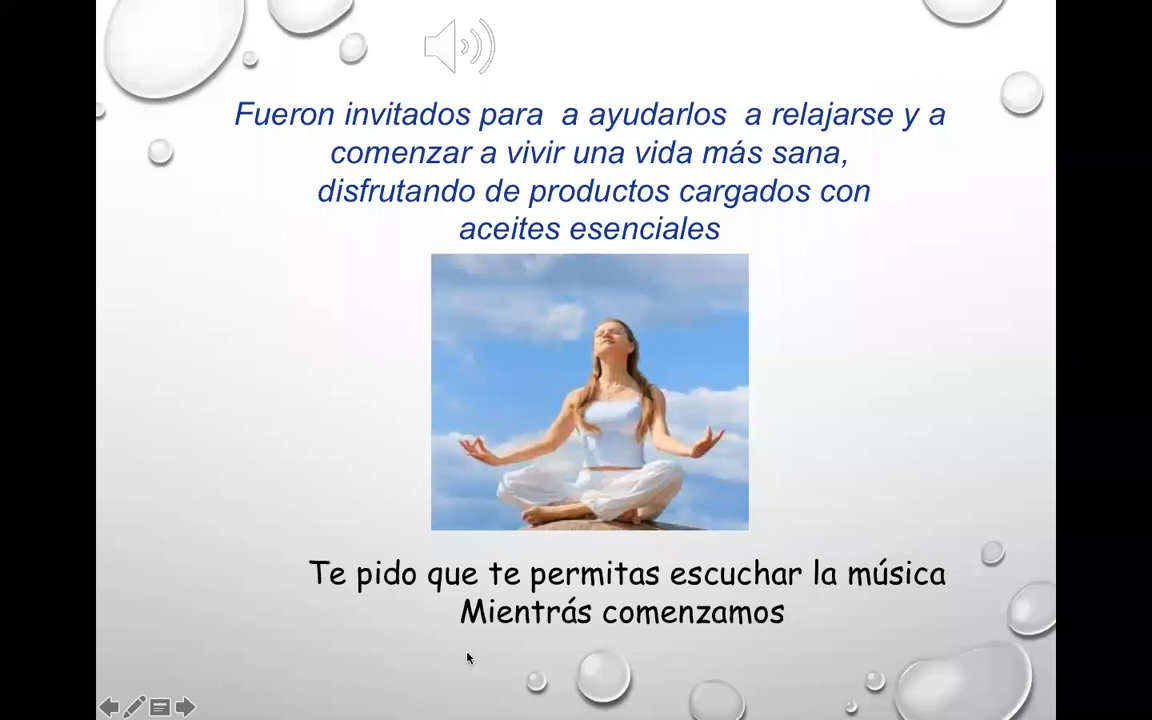 Fueron invitados para  a ayudarlos  a relajarse y a
comenzar a vivir una vida más sana,
disfrutando de productos cargados con
aceites esenciales
Te pido que te permitas escuchar la música
Mientrás comenzamos